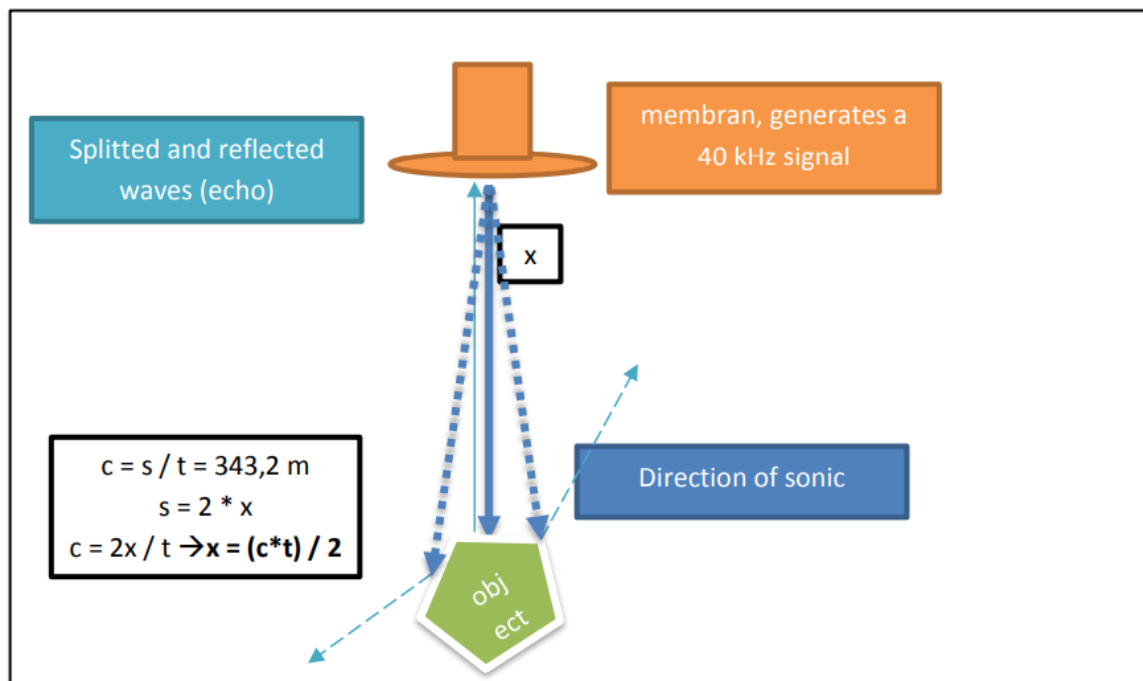 membran, generates a
40 kHz signal
Splitted and reflected
waves (echo)
x
c = s / t = 343,2 m
s = 2 * x
c = 2x / t →x = (c*t) / 2
Direction of sonic
obj
ect